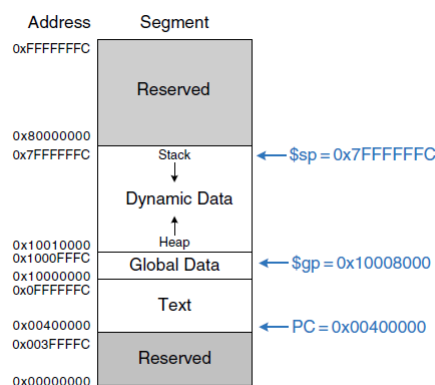 Address Segment
0xFFFFFFFC
Reserved
0x80000000
0x7FFFFFFC Stack $sp = 0x7FFFFFFC
Dynamic Data
0x10010000 Heap
0x1000FFFC
Global Data $gp = 0x10008000
0x10000000
0x0FFFFFFC
Text
0x00400000 PC = 0x00400000
0x003FFFFC
Reserved
0x00000000